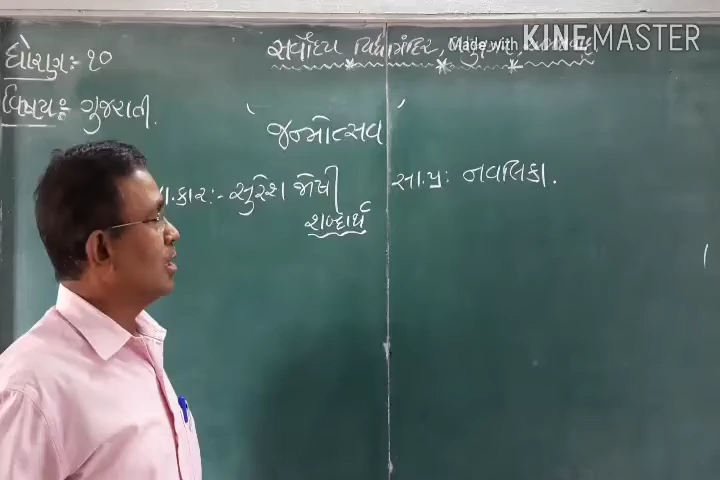 સર્વોદય વિદ્યામંદિર,
Made with KINEMASTER
ધોરણ:- ૧૦
વિષય:- ગુજરાતી.
' જન્મોત્સવ '
.કાર:- સુરેશ જોષી સા.પ્ર: નવલિકા.
શબ્દાર્થ